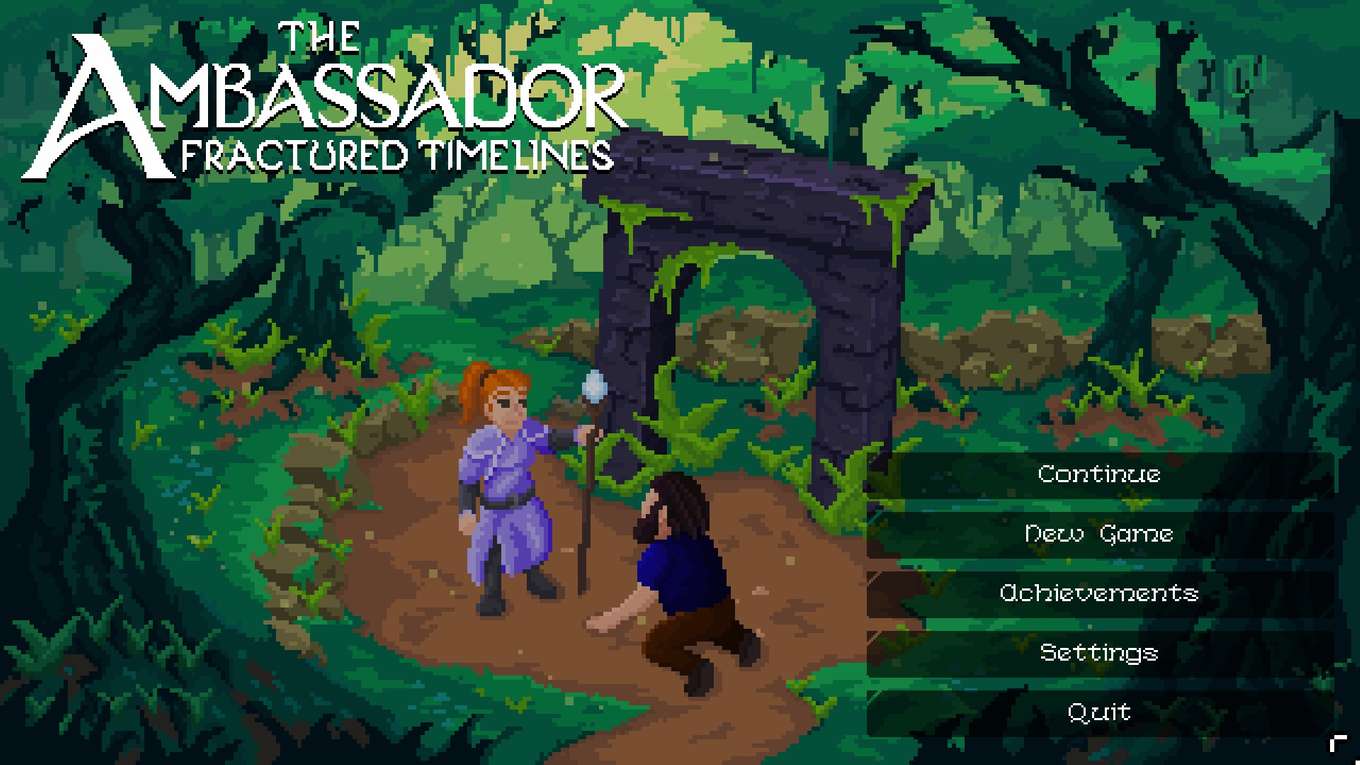 THE
AMBASSADOR
FRACTURED TIMELINES
Continue
New Game
Achievements
Settings
Quit